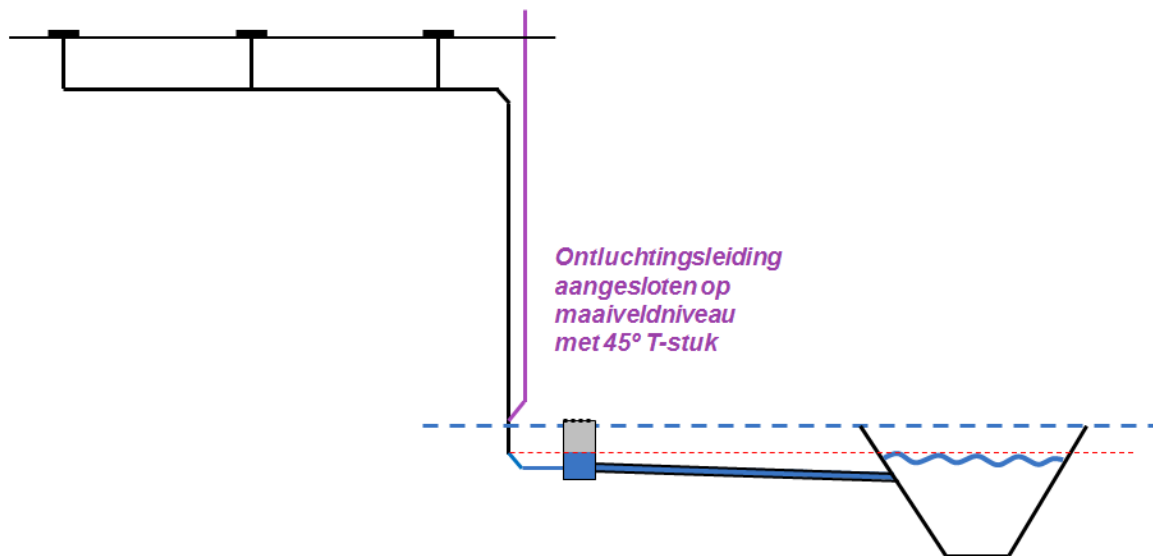 Ontluchtingsleiding
aangesloten op
maaiveldniveau
met 45º T-stuk